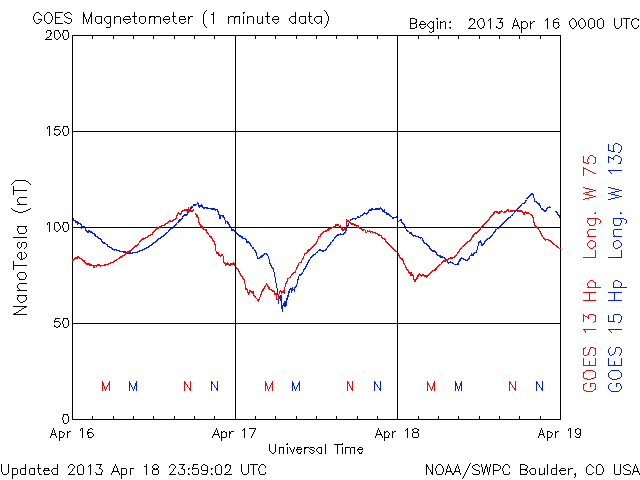 GOES Magnetometer (1 minute data)
Begin: 2013 Apr 16 0000 UTC
200
150
100
50
0
NanoTesla (nT)
M M N N M M N N M M N N
Apr 16 Apr 17 Apr 18 Apr 19
Universal Time
Updated 2013 Apr 18 23:59:02 UTC
NOAA/SWPC Boulder, CO USA
GOES 13 Hp Long. W 75
GOES 15 Hp Long. W 135